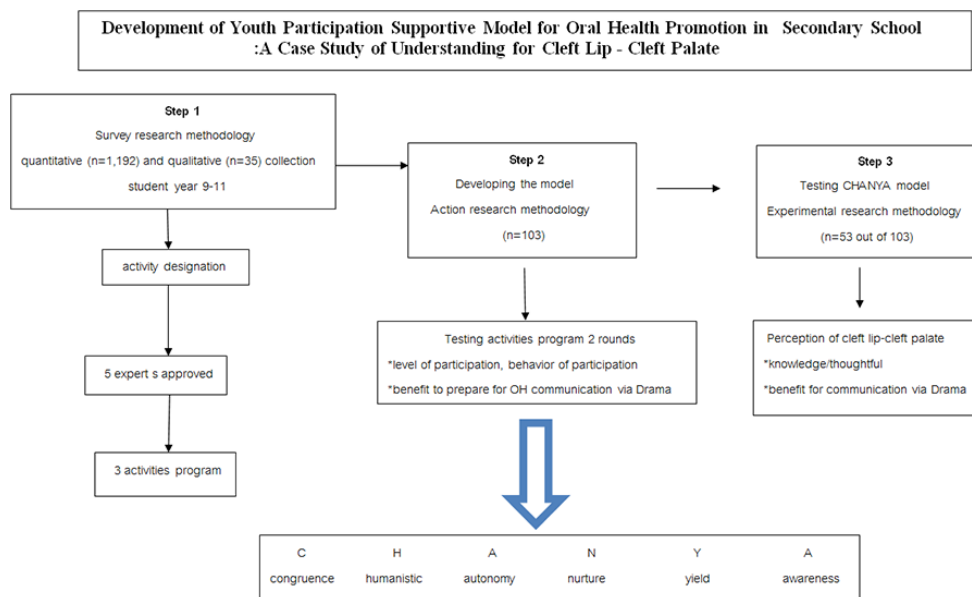 Development of Youth Participation Supportive Model for Oral Health Promotion in Secondary School
:A Case Study of Understanding for Cleft Lip - Cleft Palate
Step 1
Survey research methodology
quantitative (n=1,192) and qualitative (n=35) collection
student year 9-11
activity designation
5 expert s approved
3 activities program
Step 2
Developing the model
Action research methodology
(n=103)
Testing activities program 2 rounds
*level of participation, behavior of participation
*benefit to prepare for OH communication via Drama
Step 3
Testing CHANYA model
Experimental research methodology
(n=53 out of 103)
Perception of cleft lip-cleft palate
*knowledge/thoughtful
*benefit for communication via Drama
C H A N Y A
congruence humanistic autonomy nurture yield awareness